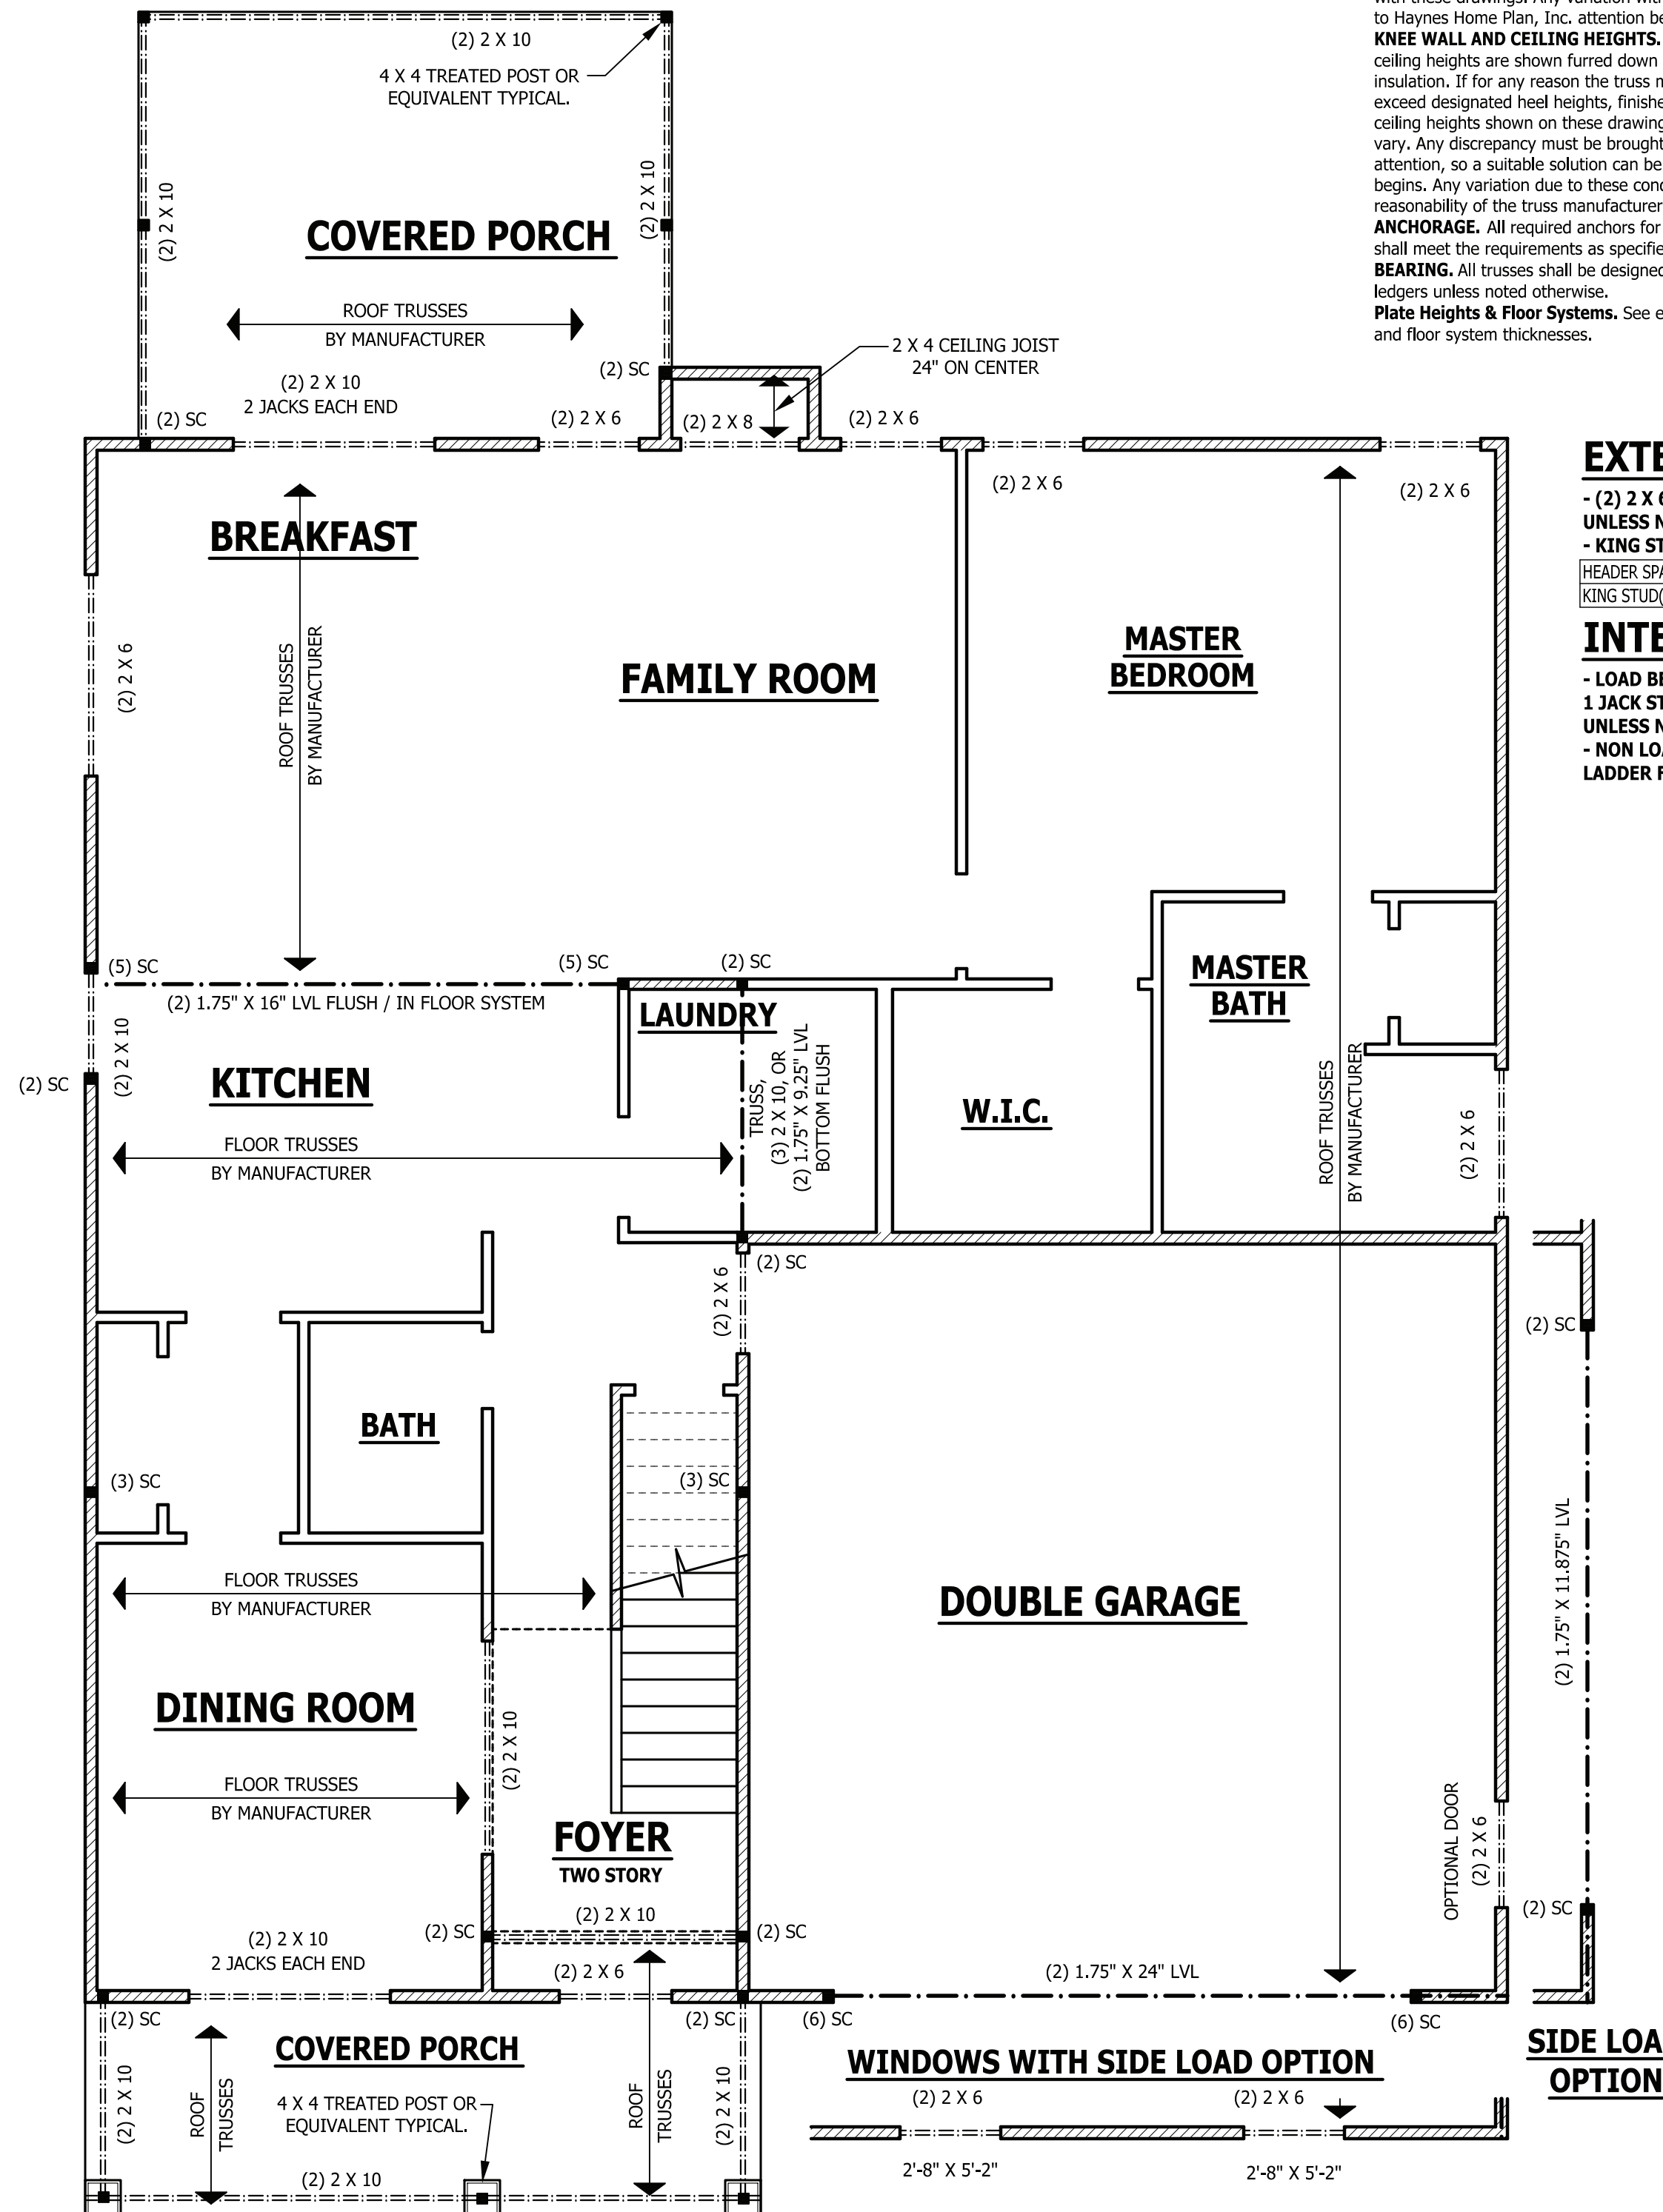 with these drawings. Any variation with
to Haynes Home Plan, Inc. attention be
KNEE WALL AND CEILING HEIGHTS.
ceiling heights are shown furred down
insulation. If for any reason the truss m
exceed designated heel heights, finishe
ceiling heights shown on these drawing
vary. Any discrepancy must be brought
attention, so a suitable solution can be
begins. Any variation due to these cond
reasonability of the truss manufacturer
ANCHORAGE. All required anchors for
shall meet the requirements as specifie
BEARING. All trusses shall be designed
ledgers unless noted otherwise.
Plate Heights & Floor Systems. See e
and floor system thicknesses.
(2) 2 X 10
4 X 4 TREATED POST OR
EQUIVALENT TYPICAL.
(2) 2 X 10
(2) 2 X 10
COVERED PORCH
ROOF TRUSSES
BY MANUFACTURER
(2) 2 X 10
2 JACKS EACH END
(2) SC
(2) SC
2 X 4 CEILING JOIST
24" ON CENTER
(2) 2 X 6
(2) 2 X 8
(2) 2 X 6
(2) 2 X 6
(2) 2 X 6
EXTE
- (2) 2 X 6
UNLESS N
- KING ST
HEADER SPA
KING STUD(
INTE
- LOAD BE
1 JACK ST
UNLESS N
- NON LOA
LADDER F
BREAKFAST
(2) 2 X 6
ROOF TRUSSES
BY MANUFACTURER
FAMILY ROOM
MASTER
BEDROOM
(5) SC
(5) SC
(2) SC
(2) 1.75" X 16" LVL FLUSH / IN FLOOR SYSTEM
LAUNDRY
MASTER
BATH
(2) 2 X 10
(2) SC
KITCHEN
TRUSS,
(3) 2 X 10, OR
(2) 1.75" X 9.25" LVL
BOTTOM FLUSH
W.I.C.
ROOF TRUSSES
BY MANUFACTURER
(2) 2 X 6
FLOOR TRUSSES
BY MANUFACTURER
(2) SC
(2) 2 X 6
(2) SC
BATH
(3) SC
(3) SC
(2) 1.75" X 11.875" LVL
FLOOR TRUSSES
BY MANUFACTURER
DOUBLE GARAGE
DINING ROOM
(2) 2 X 10
FLOOR TRUSSES
BY MANUFACTURER
FOYER
TWO STORY
OPTIONAL DOOR
(2) 2 X 6
(2) SC
(2) 2 X 10
(2) SC
(2) SC
(2) 2 X 10
2 JACKS EACH END
(2) 2 X 6
(2) 1.75" X 24" LVL
(2) SC
(2) SC
(6) SC
(6) SC
COVERED PORCH
WINDOWS WITH SIDE LOAD OPTION
SIDE LOA
OPTION
(2) 2 X 10
ROOF
TRUSSES
4 X 4 TREATED POST OR
EQUIVALENT TYPICAL.
ROOF
TRUSSES
(2) 2 X 10
(2) 2 X 6
(2) 2 X 6
(2) 2 X 10
2'-8" X 5'-2"
2'-8" X 5'-2"